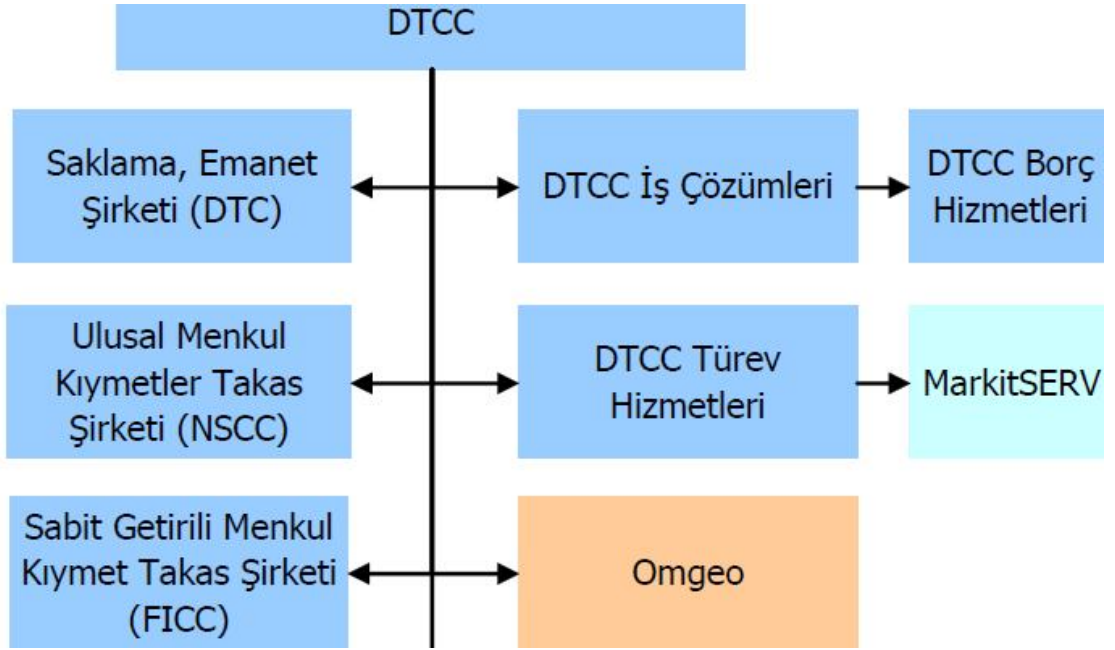 DTCC
Saklama, Emanet
Şirketi (DTC)
DTCC İş Çözümleri
DTCC Borç
Hizmetleri
Ulusal Menkul
Kıymetler Takas
Şirketi (NSCC)
DTCC Türev
Hizmetleri
MarkitSERV
Sabit Getirili Menkul
Kıymet Takas Şirketi
(FICC)
Omgeo